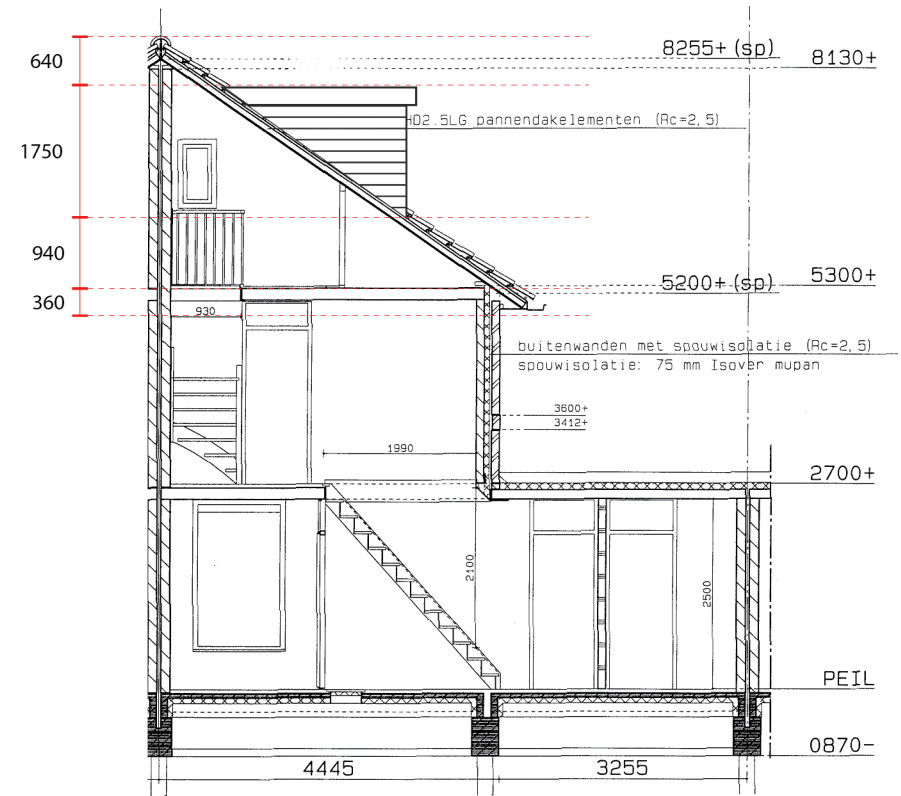 640
8255+ (sp)
8130+
HD2.5LG pannendakelementen (Rc=2,5)
1750
940
5200+ (sp)
5300+
360
930
buitenwanden met spouwisolatie (Rc=2,5)
spouwisolatie: 75 mm Isover mupan
3600+
3412+
1990
2700+
2100
2500
PEIL
0870-
4445
3255